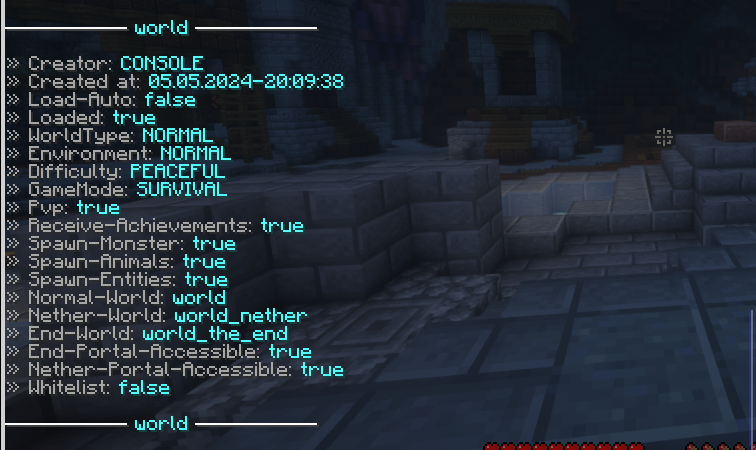 world
» Creator: CONSOLE
» Created at: 05.05.2024-20:09:38
» Load-Auto: false
» Loaded: true
» WorldType: NORMAL
» Environment: NORMAL
» Difficulty: PEACEFUL
» GameMode: SURVIVAL
» Pvp: true
» Receive-Achievements: true
» Spawn-Monster: true
» Spawn-Animals: true
» Spawn-Entities: true
» Normal-World: world
» Nether-World: world_nether
» End-World: world_the_end
» End-Portal-Accessible: true
» Nether-Portal-Accessible: true
» Whitelist: false
world